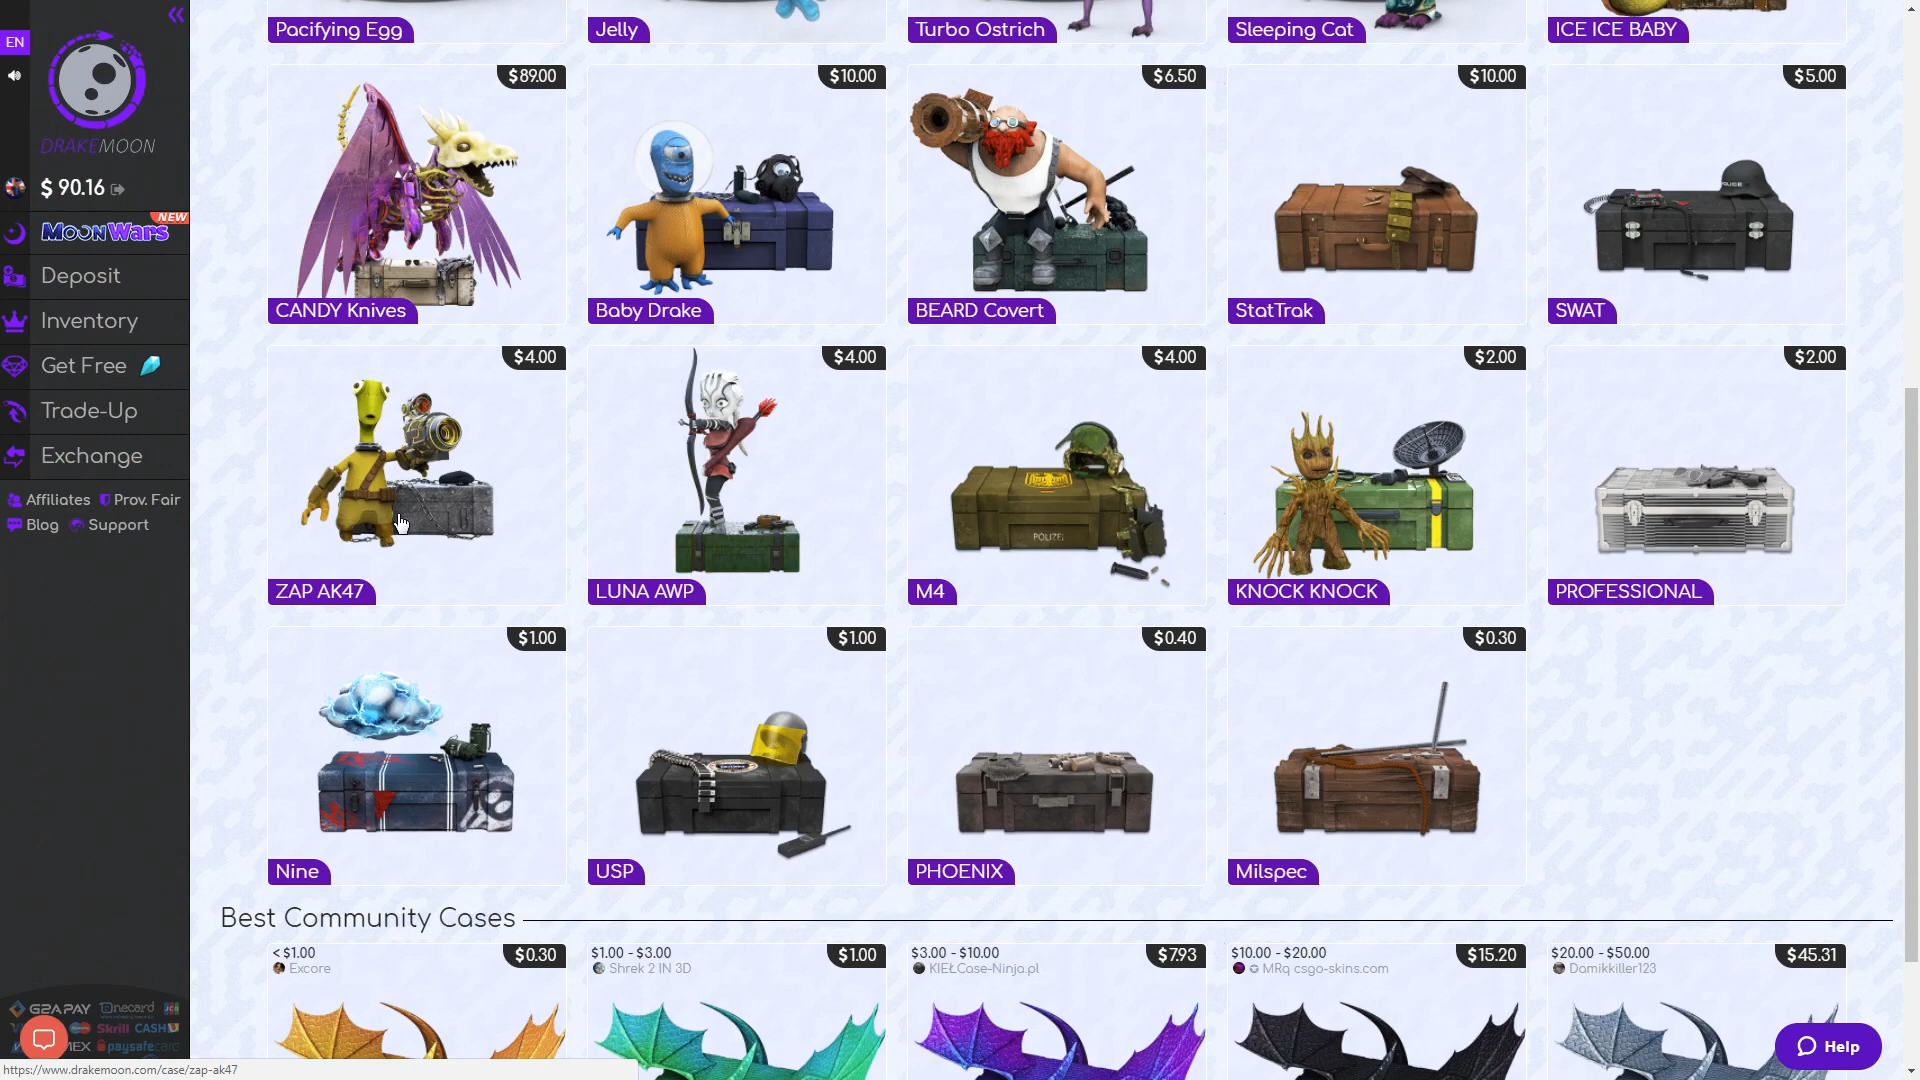 EN
DRAKEMOON
$ 90.16
NEW
MOONWARS
Deposit
Inventory
Get Free
Trade-Up
Exchange
Affiliates Prov. Fair
Blog Support
Pacifying Egg
Jelly
Turbo Ostrich
Sleeping Cat
ICE ICE BABY
$89.00
$10.00
$6.50
$10.00
$5.00
POLICE
CANDY Knives
Baby Drake
BEARD Covert
StatTrak
SWAT
$4.00
$4.00
$4.00
$2.00
$2.00
POLIZEI
ZAP AK47
LUNA AWP
M4
KNOCK KNOCK
PROFESSIONAL
$1.00
$1.00
$0.40
$0.30
Nine
USP
PHOENIX
Milspec
Best Community Cases
< $1.00 $0.30
Excore
$1.00 - $3.00 $1.00
Shrek 2 IN 3D
$3.00 - $10.00 $7.93
KIEŁCase-Ninja.pl
$10.00 - $20.00 $15.20
MRq csgo-skins.com
$20.00 - $50.00 $45.31
Damikkiller123
G2APAY onecard JCB
Skrill CASHU
paysafecard
Help
https://www.drakemoon.com/case/zap-ak47